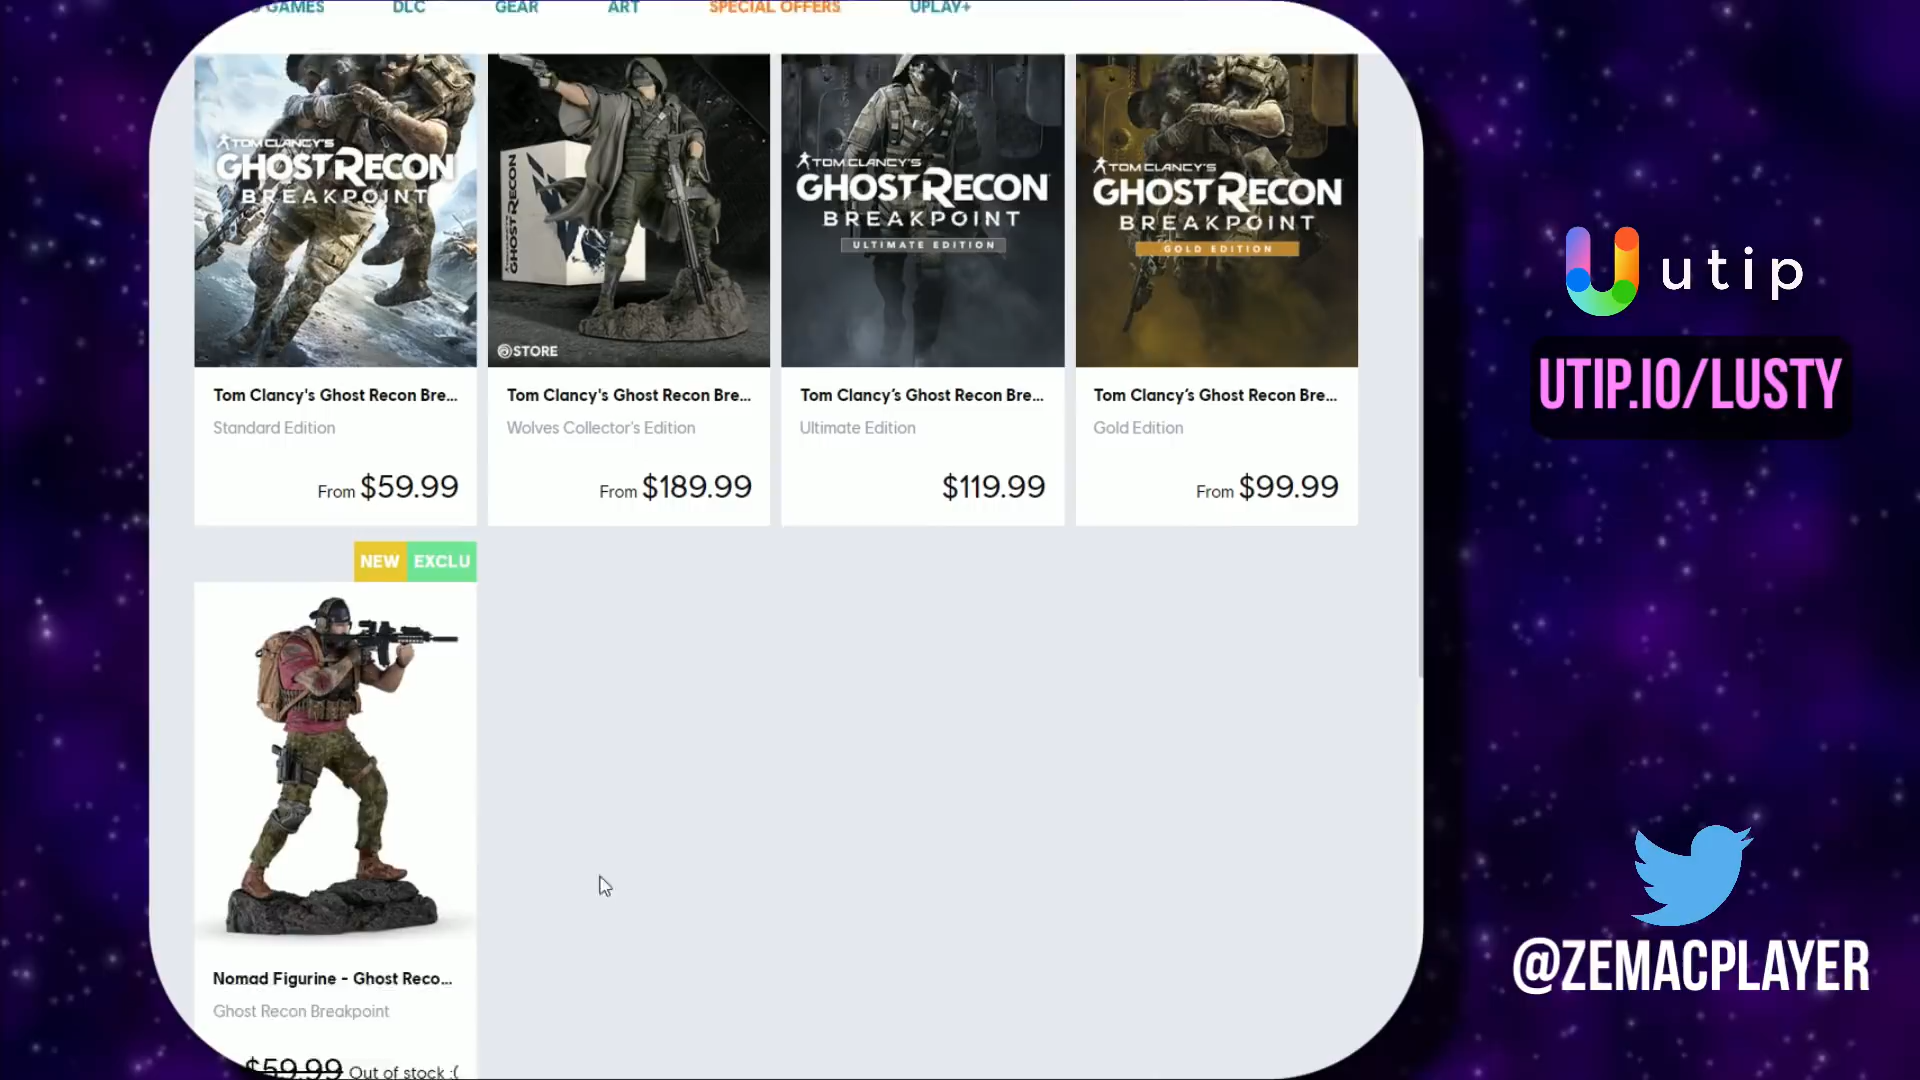 GAMES DLC GEAR ART SPECIAL OFFERS UPLAY+
TOM CLANCY'S
GHOST RECON
BREAKPOINT
GHOST RECON
STORE
TOM CLANCY'S
GHOST RECON
BREAKPOINT
ULTIMATE EDITION
TOM CLANCY'S
GHOST RECON
BREAKPOINT
GOLD EDITION
Tom Clancy's Ghost Recon Bre...
Standard Edition
From $59.99
Tom Clancy's Ghost Recon Bre...
Wolves Collector's Edition
From $189.99
Tom Clancy’s Ghost Recon Bre...
Ultimate Edition
$119.99
Tom Clancy’s Ghost Recon Bre...
Gold Edition
From $99.99
NEW EXCLU
Nomad Figurine - Ghost Reco...
Ghost Recon Breakpoint
$59.99 Out of stock :(
utip
UTIP.IO/LUSTY
@ZEMACPLAYER